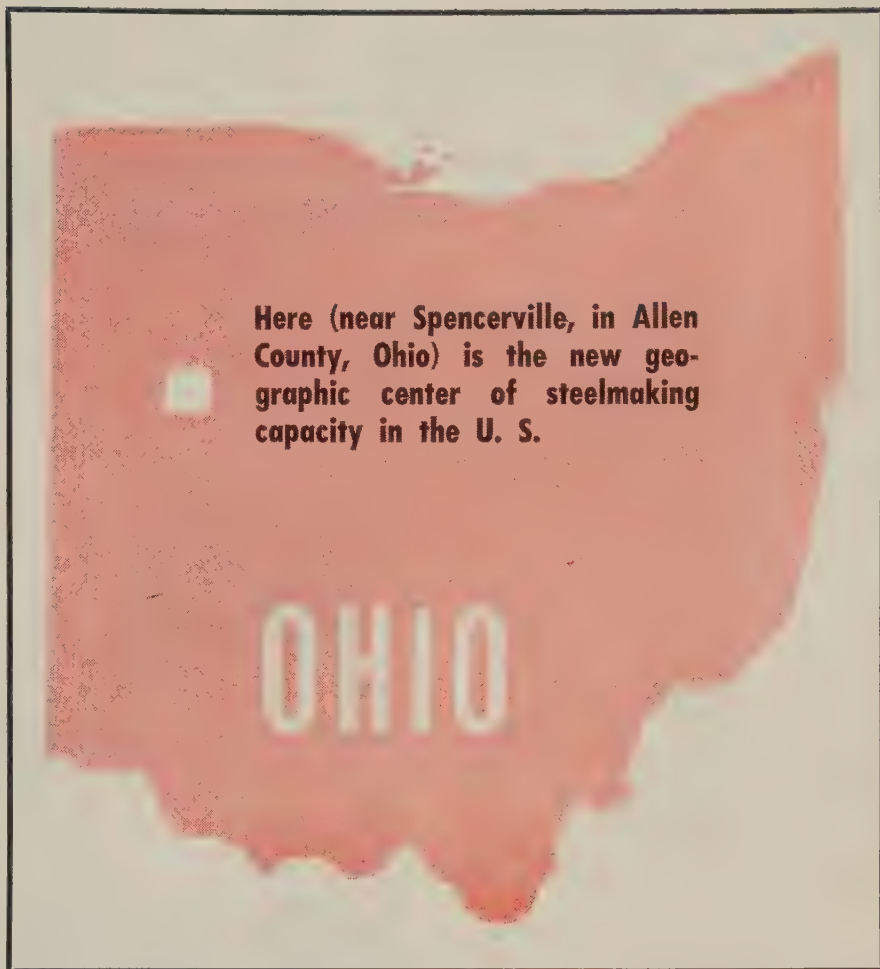 Here (near Spencerville, in Allen
County, Ohio) is the new geo-
graphic center of steelmaking
capacity in the U. S.
OHIO